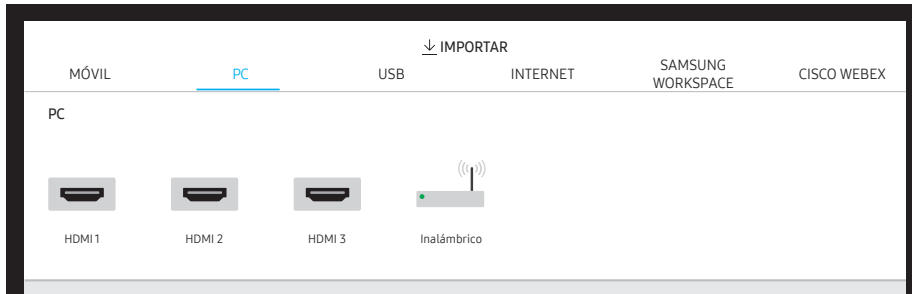 IMPORTAR
MÓVIL
PC
USB
INTERNET
SAMSUNG
WORKSPACE
CISCO WEBEX
PC
HDMI 1
HDMI 2
HDMI 3
Inalámbrico